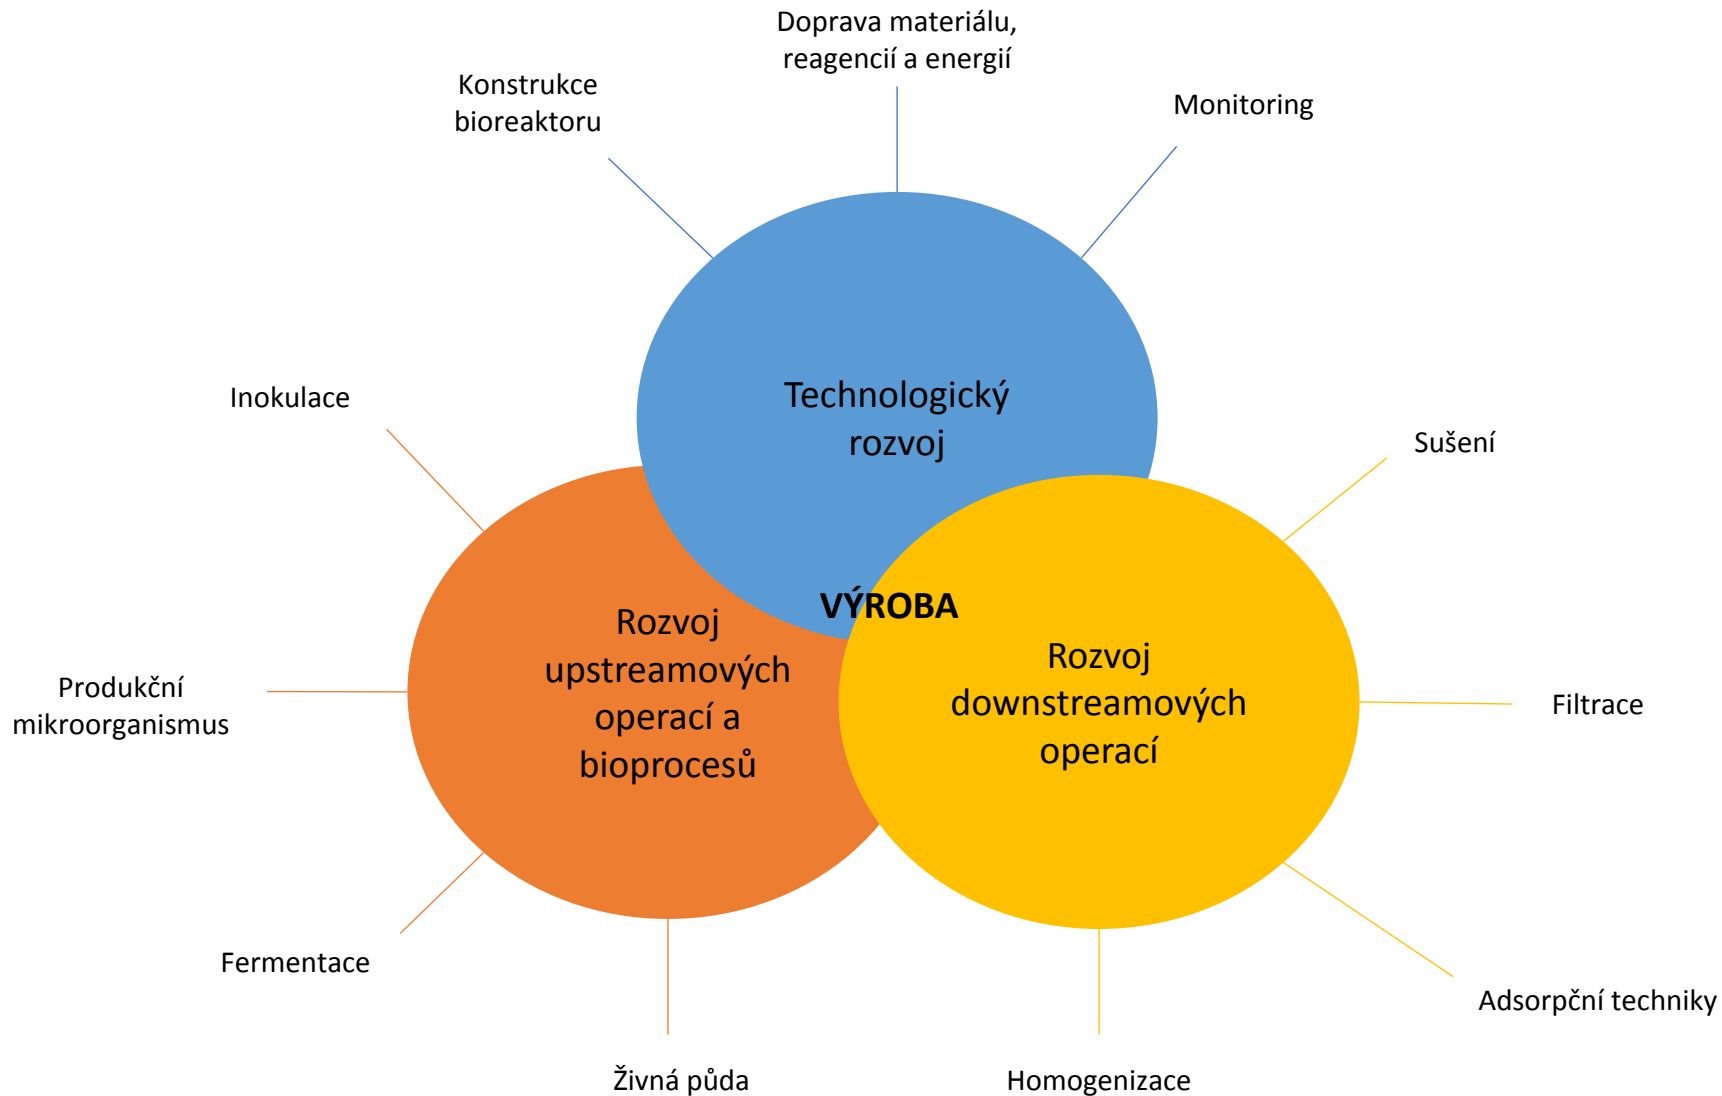 Doprava materiálu,
reagencií a energií
Konstrukce
bioreaktoru
Monitoring
Technologický
rozvoj
Inokulace
Sušení
VÝROBA
Rozvoj
upstreamových
operací a
bioprocesů
Rozvoj
downstreamových
operací
Produkční
mikroorganismus
Filtrace
Fermentace
Adsorpční techniky
Živná půda
Homogenizace